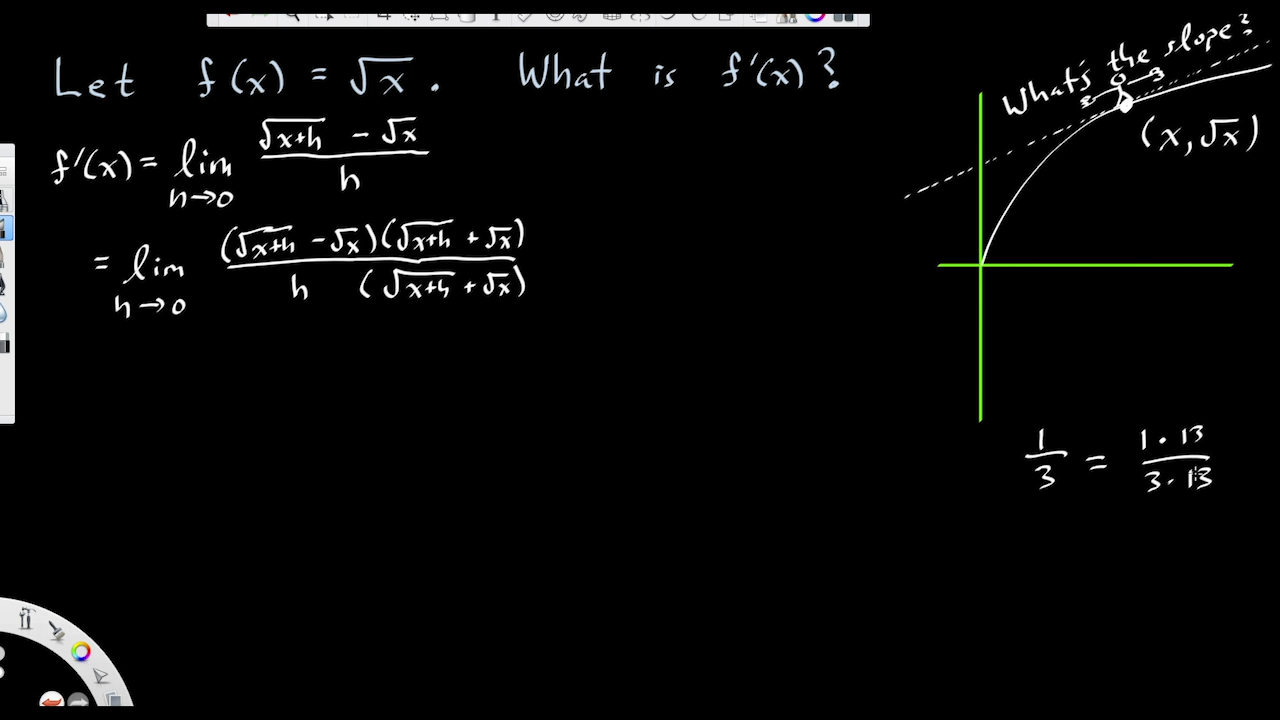 Let f(x) = √x. What is f'(x)?
What's the slope?
(x, √x)
f'(x) = lim h→0 (√x+h - √x) / h
= lim h→0 (√x+h - √x)(√x+h + √x) / h (√x+h + √x)
1/3 = 1·13 / 3·13